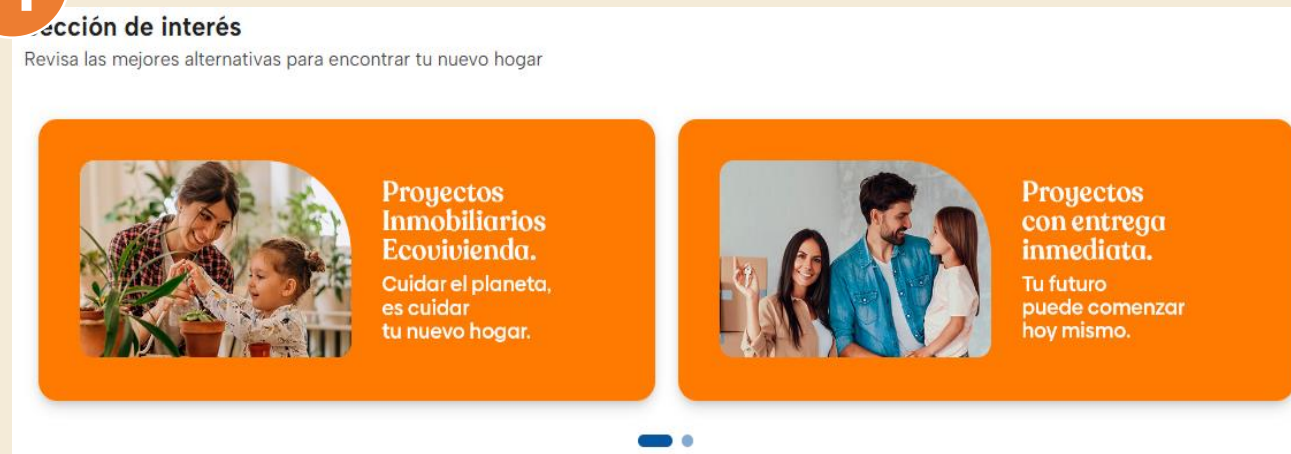 ección de interés
Revisa las mejores alternativas para encontrar tu nuevo hogar
Proyectos
Inmobiliarios
Ecovivienda.
Cuidar el planeta,
es cuidar
tu nuevo hogar.
Proyectos
con entrega
inmediata.
Tu futuro
puede comenzar
hoy mismo.